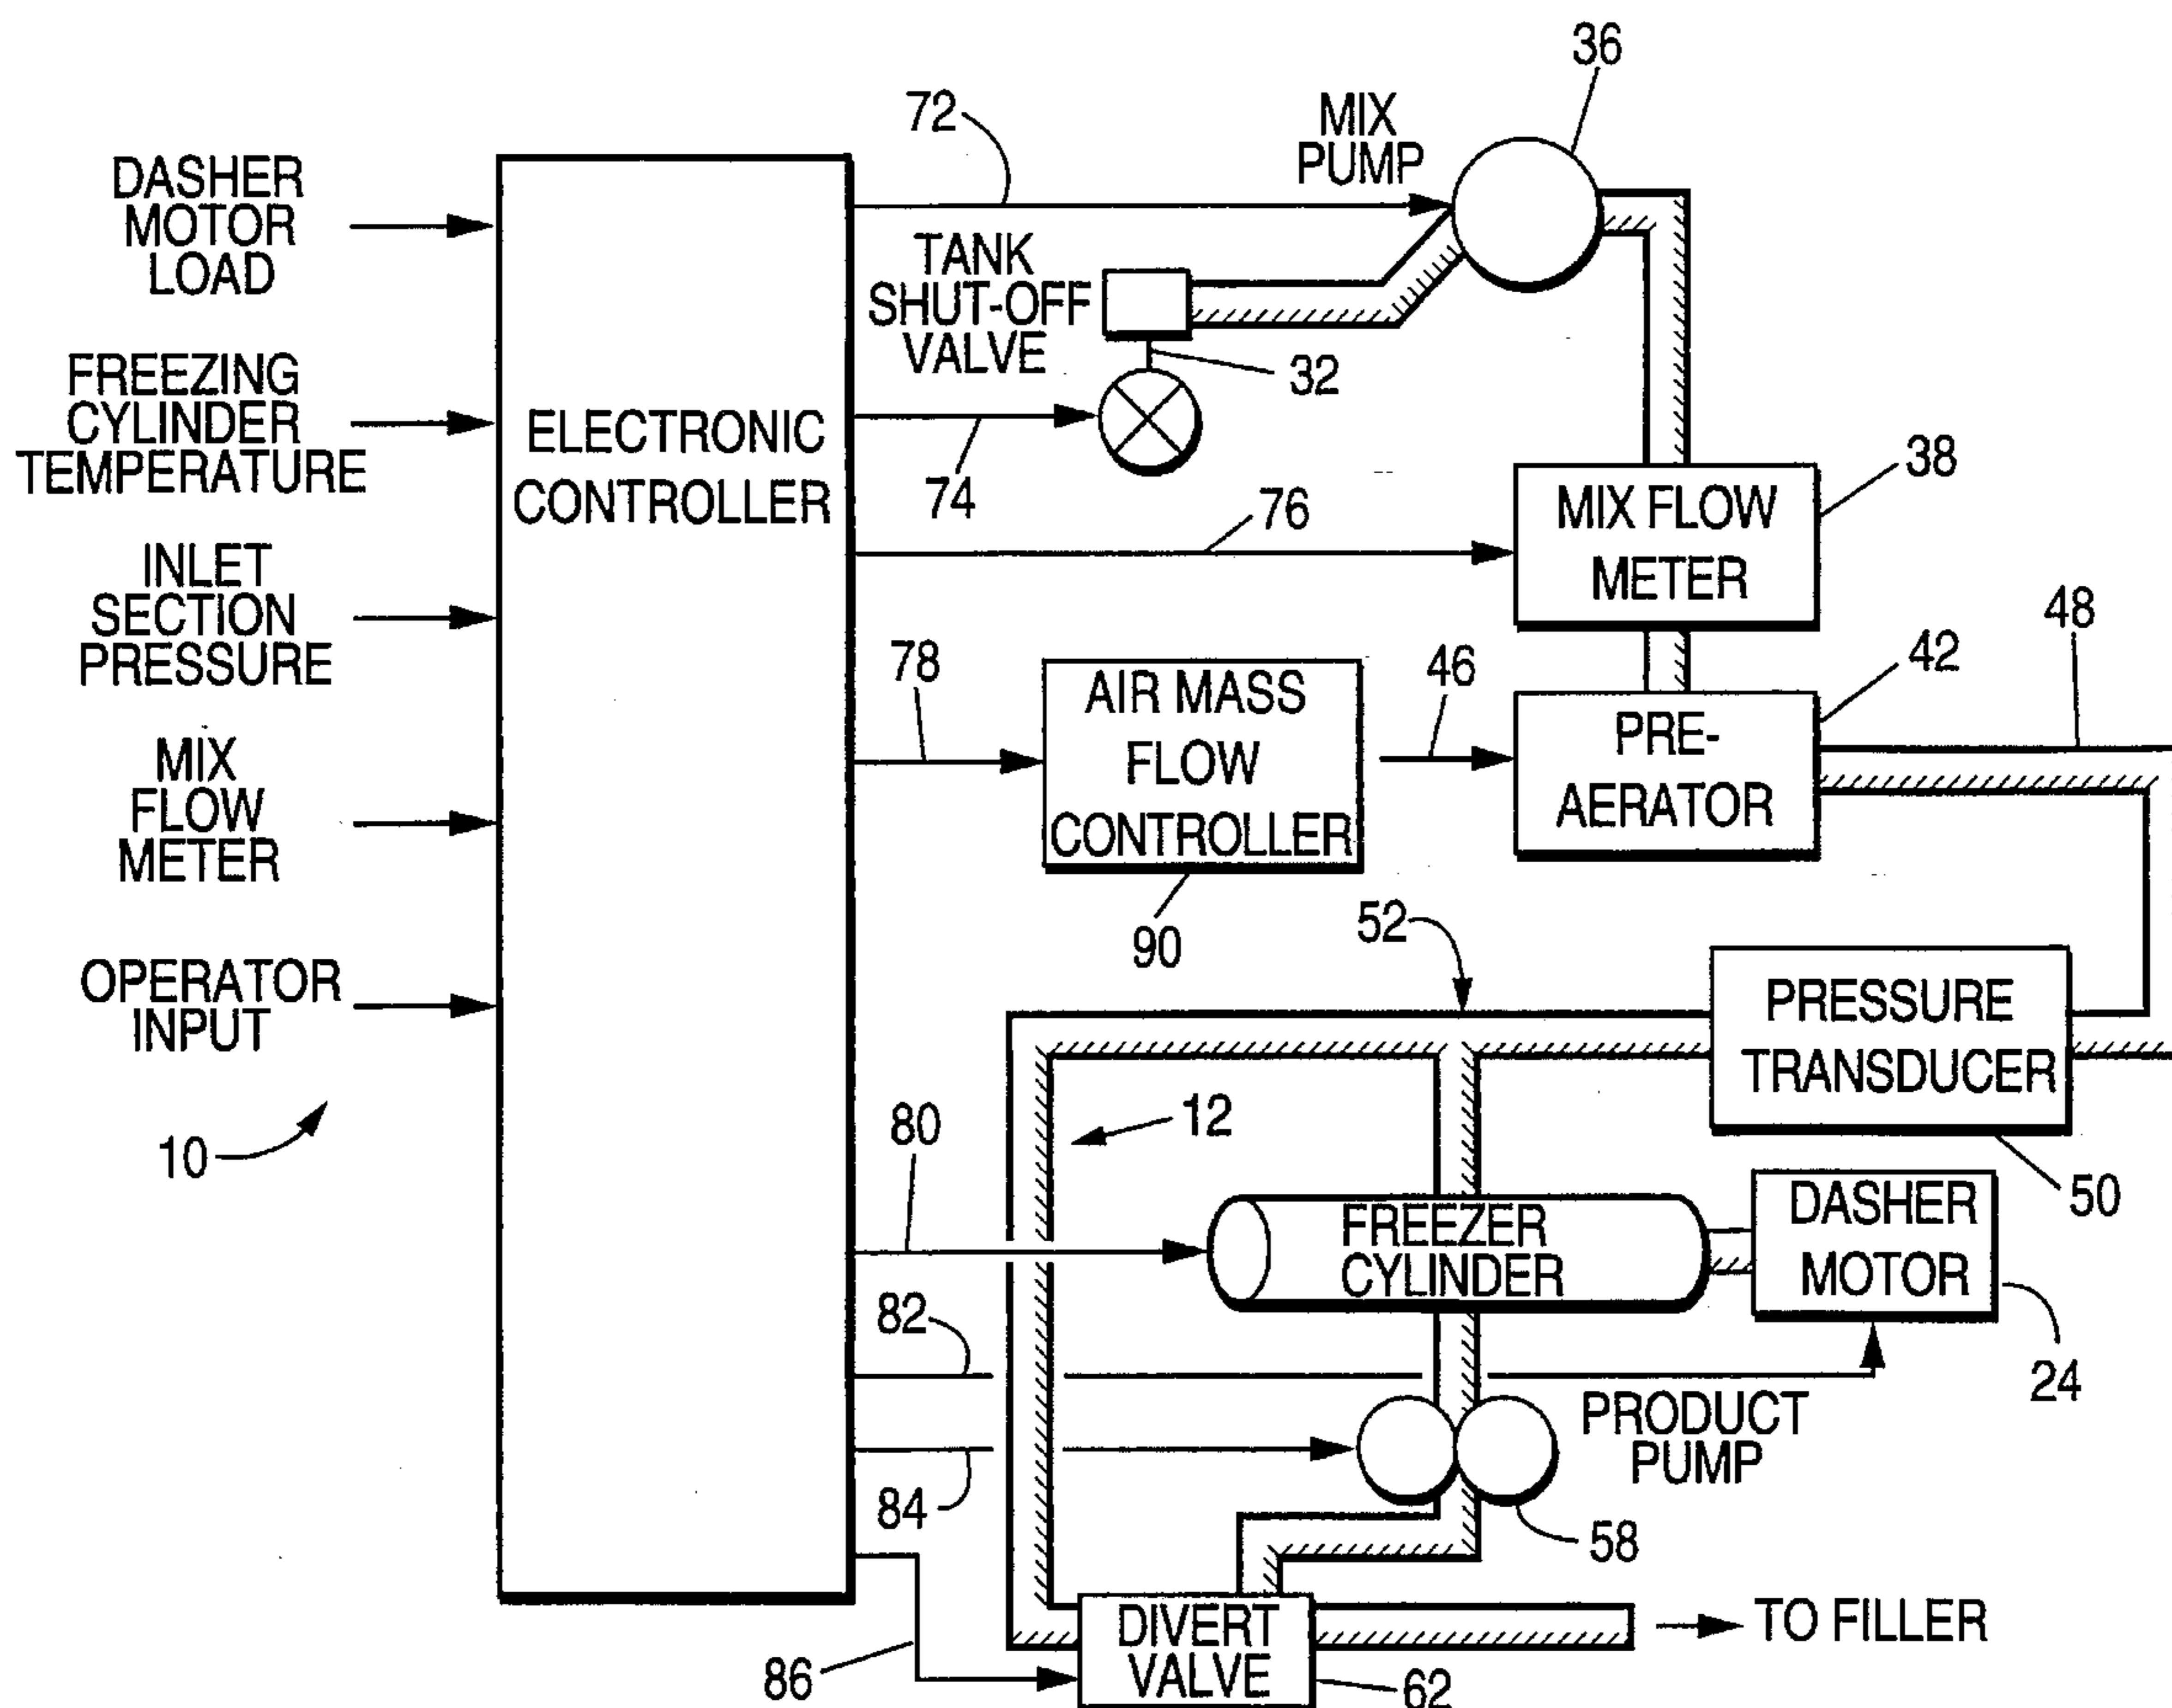 36
72
MIX
PUMP
DASHER
MOTOR
LOAD
TANK
SHUT-OFF
VALVE
32
FREEZING
CYLINDER
TEMPERATURE
ELECTRONIC
CONTROLLER
74
76
38
MIX FLOW
METER
INLET
SECTION
PRESSURE
48
78
46
42
AIR MASS
FLOW
CONTROLLER
PRE-
AERATOR
MIX
FLOW
METER
90
52
OPERATOR
INPUT
PRESSURE
TRANSDUCER
10
80
12
50
FREEZER
CYLINDER
DASHER
MOTOR
82
24
PRODUCT
PUMP
84
58
DIVERT
VALVE
TO FILLER
86
62